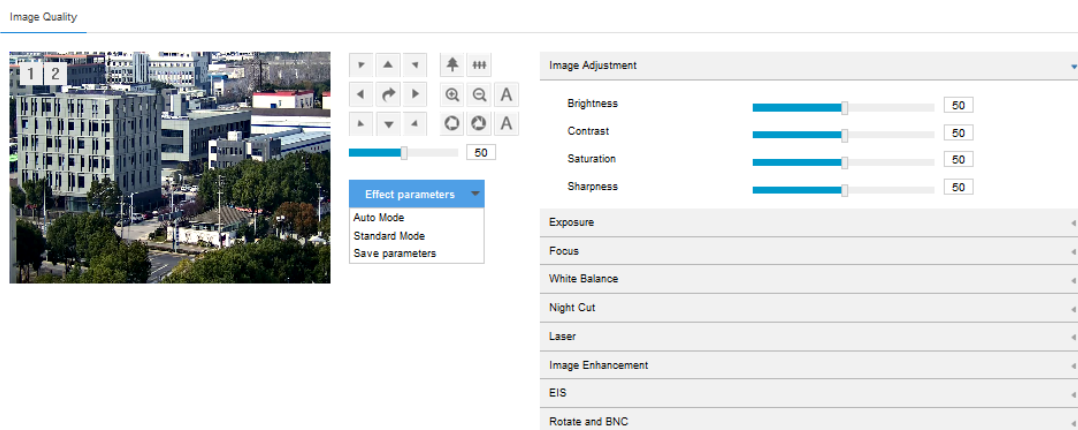 Image Quality
1 2
A
A
50
Effect parameters
Auto Mode
Standard Mode
Save parameters
Image Adjustment
Brightness 50
Contrast 50
Saturation 50
Sharpness 50
Exposure
Focus
White Balance
Night Cut
Laser
Image Enhancement
EIS
Rotate and BNC